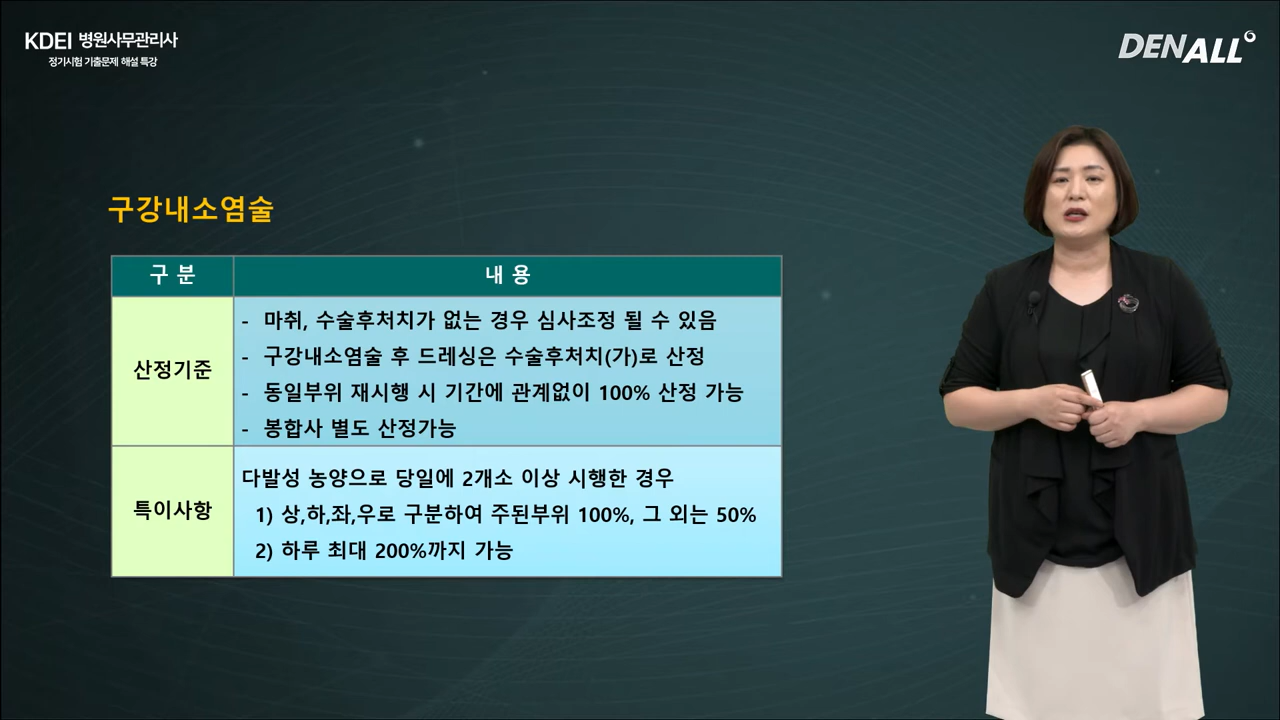 KDEI 병원사무관리사
정기시험 기출문제 해설 특강
DENALL
구강내소염술
구 분
내 용
산정기준
- 마취, 수술후처치가 없는 경우 심사조정 될 수 있음
- 구강내소염술 후 드레싱은 수술후처치(가)로 산정
- 동일부위 재시행 시 기간에 관계없이 100% 산정 가능
- 봉합사 별도 산정가능
특이사항
다발성 농양으로 당일에 2개소 이상 시행한 경우
1) 상,하,좌,우로 구분하여 주된부위 100%, 그 외는 50%
2) 하루 최대 200%까지 가능